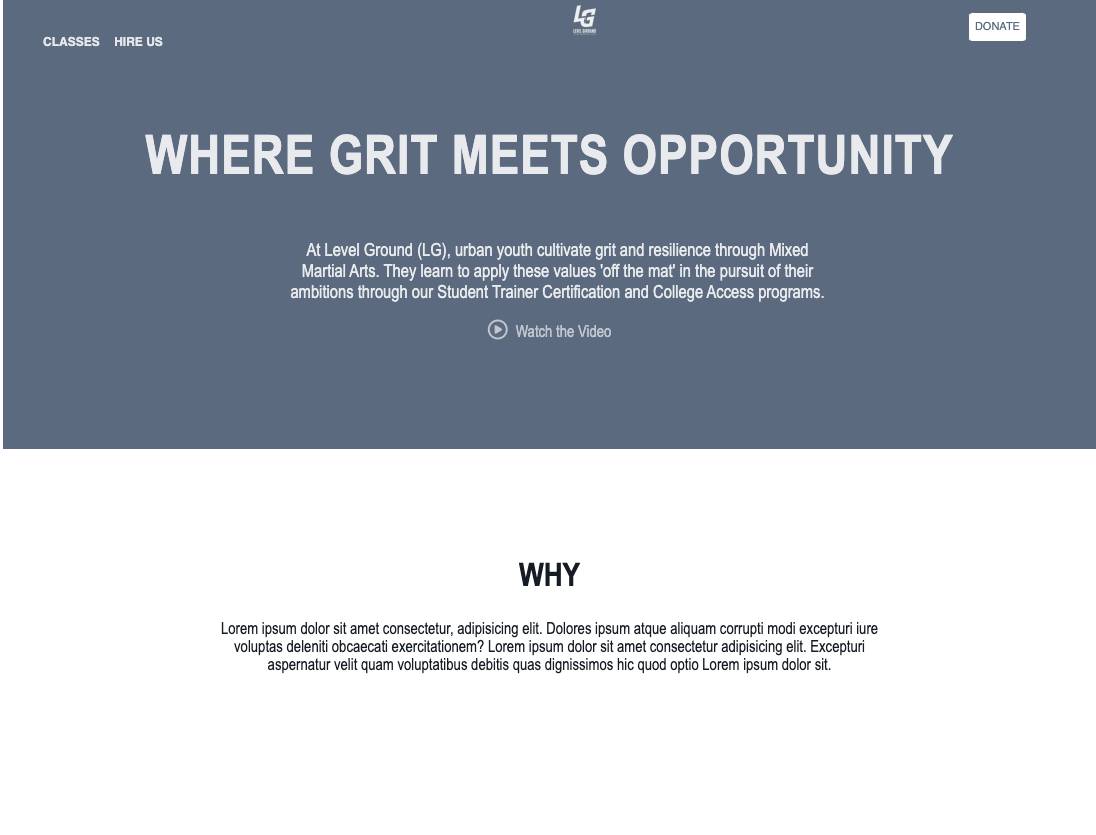 LG
LEVEL GROUND
CLASSES HIRE US
DONATE
WHERE GRIT MEETS OPPORTUNITY
At Level Ground (LG), urban youth cultivate grit and resilience through Mixed
Martial Arts. They learn to apply these values 'off the mat' in the pursuit of their
ambitions through our Student Trainer Certification and College Access programs.
Watch the Video
WHY
Lorem ipsum dolor sit amet consectetur, adipisicing elit. Dolores ipsum atque aliquam corrupti modi excepturi iure
voluptas deleniti obcaecati exercitationem? Lorem ipsum dolor sit amet consectetur adipisicing elit. Excepturi
aspernatur velit quam voluptatibus debitis quas dignissimos hic quod optio Lorem ipsum dolor sit.